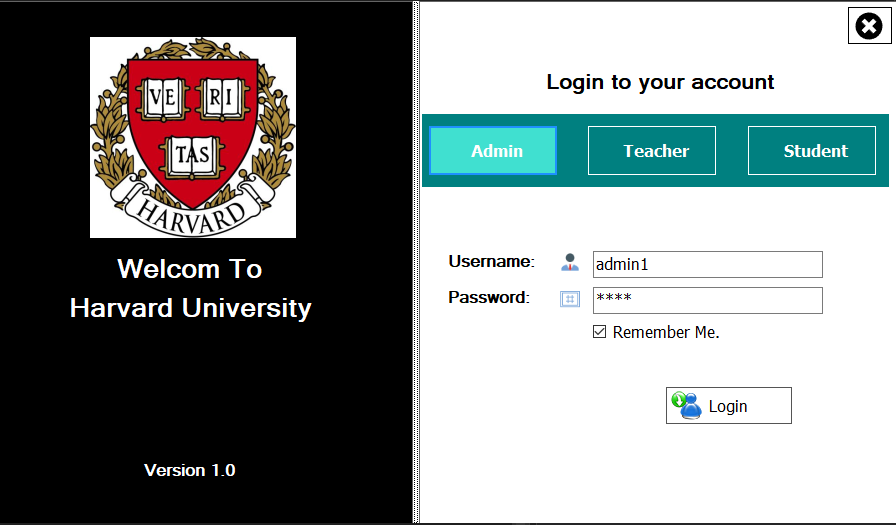 VE RI
TAS
HARVARD
Welcom To
Harvard University
Version 1.0
Login to your account
Admin Teacher Student
Username: admin1
Password: ****
Remember Me.
Login